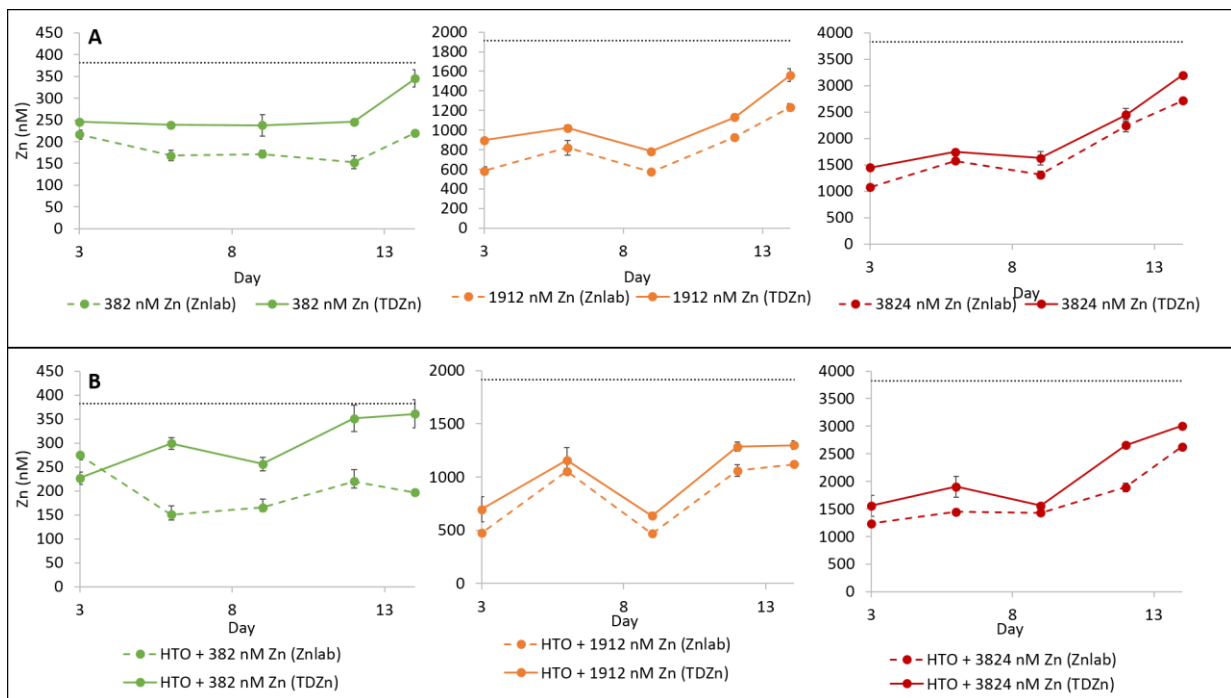 A
Zn (nM)
450
400
350
300
250
200
150
100
50
0
3 8 13
Day
382 nM Zn (Znlab) 382 nM Zn (TDZn)
2000
1800
1600
1400
1200
1000
800
600
400
200
0
3 8 13
Day
1912 nM Zn (Znlab) 1912 nM Zn (TDZn)
4000
3500
3000
2500
2000
1500
1000
500
0
3 8 13
Day
3824 nM Zn (Znlab) 3824 nM Zn (TDZn)
B
Zn (nM)
450
400
350
300
250
200
150
100
50
0
3 8 13
Day
HTO + 382 nM Zn (Znlab)
HTO + 382 nM Zn (TDZn)
2000
1500
1000
500
0
3 8 13
Day
HTO + 1912 nM Zn (Znlab)
HTO + 1912 nM Zn (TDZn)
4000
3500
3000
2500
2000
1500
1000
500
0
3 8 13
Day
HTO + 3824 nM Zn (Znlab)
HTO + 3824 nM Zn (TDZn)